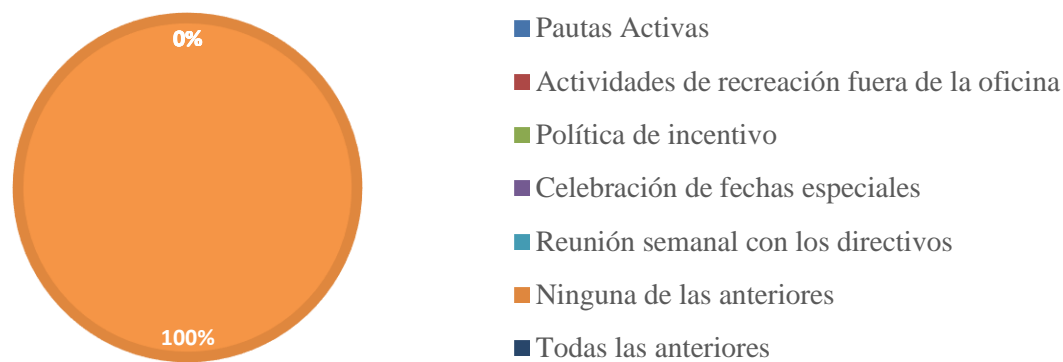 0%
100%
Pautas Activas
Actividades de recreación fuera de la oficina
Política de incentivo
Celebración de fechas especiales
Reunión semanal con los directivos
Ninguna de las anteriores
Todas las anteriores